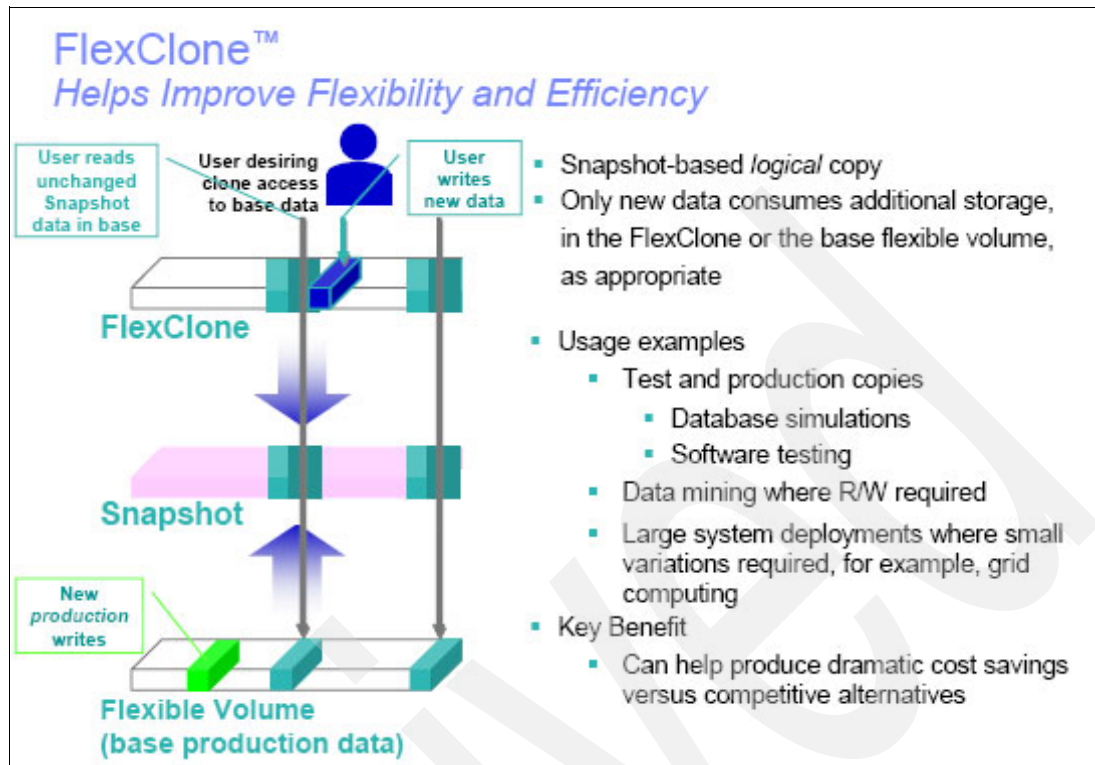 FlexClone™
Helps Improve Flexibility and Efficiency
User reads
unchanged
Snapshot
data in base
User desiring
clone access
to base data
User
writes
new data
FlexClone
Snapshot
New
production
writes
Flexible Volume
(base production data)
▪ Snapshot-based logical copy
▪ Only new data consumes additional storage,
in the FlexClone or the base flexible volume,
as appropriate
▪ Usage examples
▪ Test and production copies
▪ Database simulations
▪ Software testing
▪ Data mining where R/W required
▪ Large system deployments where small
variations required, for example, grid
computing
▪ Key Benefit
▪ Can help produce dramatic cost savings
versus competitive alternatives